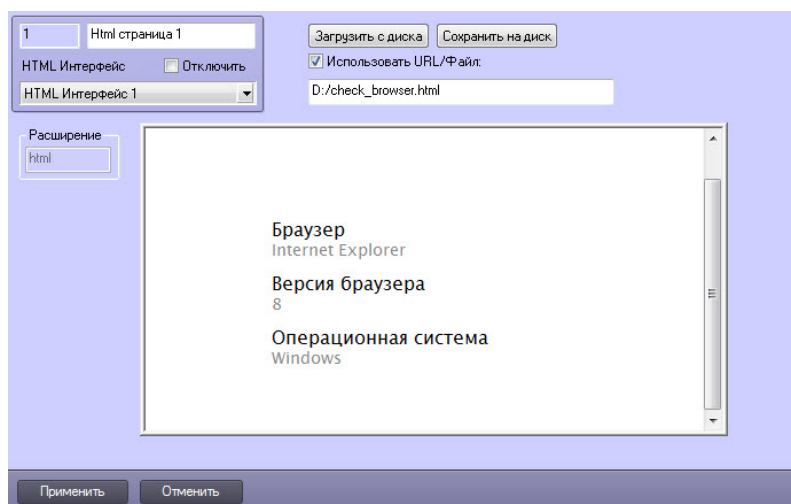 1
Html страница 1
HTML Интерфейс
Отключить
HTML Интерфейс 1
Загрузить с диска
Сохранить на диск
Использовать URL/Файл:
D:/check_browser.html
Расширение
html
Браузер
Internet Explorer
Версия браузера
8
Операционная система
Windows
Применить
Отменить